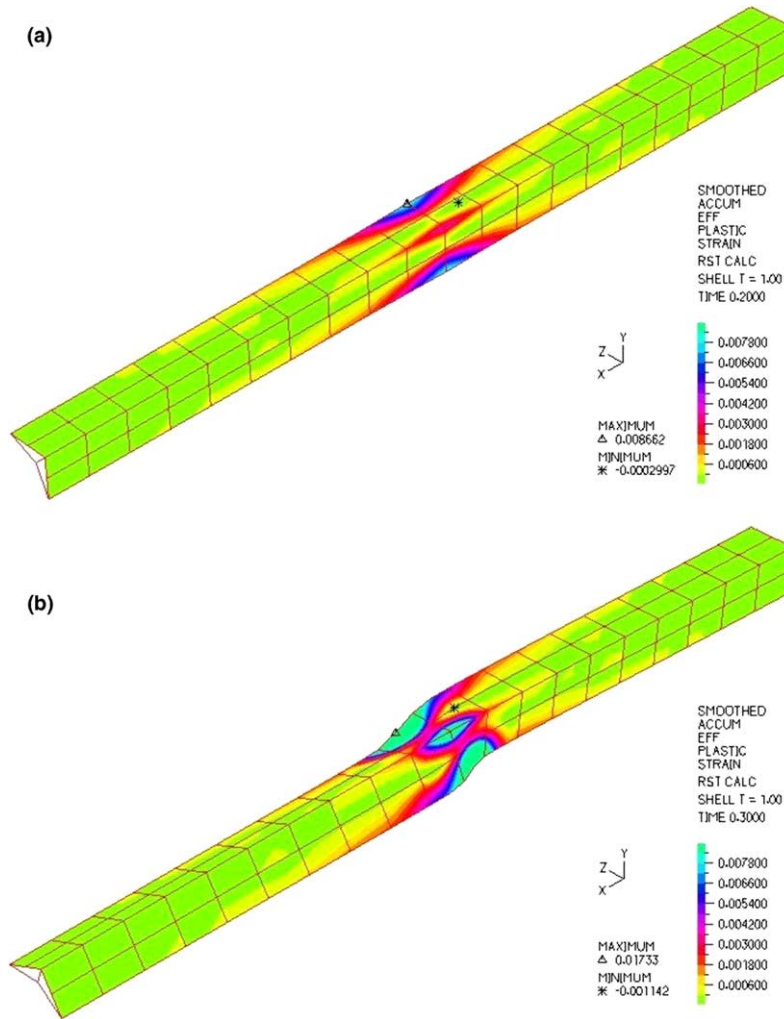 (a)
SMOOTHED
ACCUM
EFF
PLASTIC
STRAIN
RST CALC
SHELL T = 1.00
TIME 0.2000
Y
Z
X
0.007800
0.006600
0.005400
0.004200
0.003000
0.001800
0.000600
MAXIMUM
0.008662
MINIMUM
-0.0002997
(b)
SMOOTHED
ACCUM
EFF
PLASTIC
STRAIN
RST CALC
SHELL T = 1.00
TIME 0.3000
Y
Z
X
0.007800
0.006600
0.005400
0.004200
0.003000
0.001800
0.000600
MAXIMUM
0.01733
MINIMUM
-0.001142